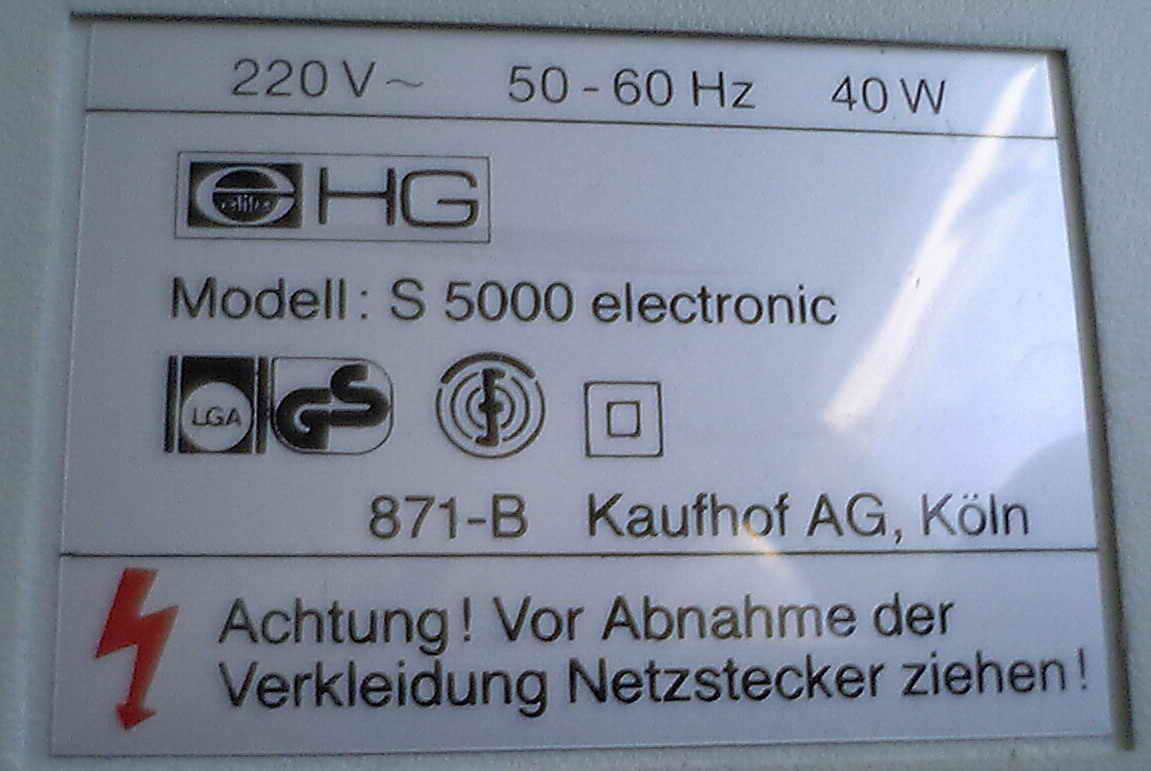 220 V ~ 50 - 60 Hz 40 W
elite HG
Modell : S 5000 electronic
LGA GS
871-B Kaufhof AG, Köln
Achtung ! Vor Abnahme der
Verkleidung Netzstecker ziehen !